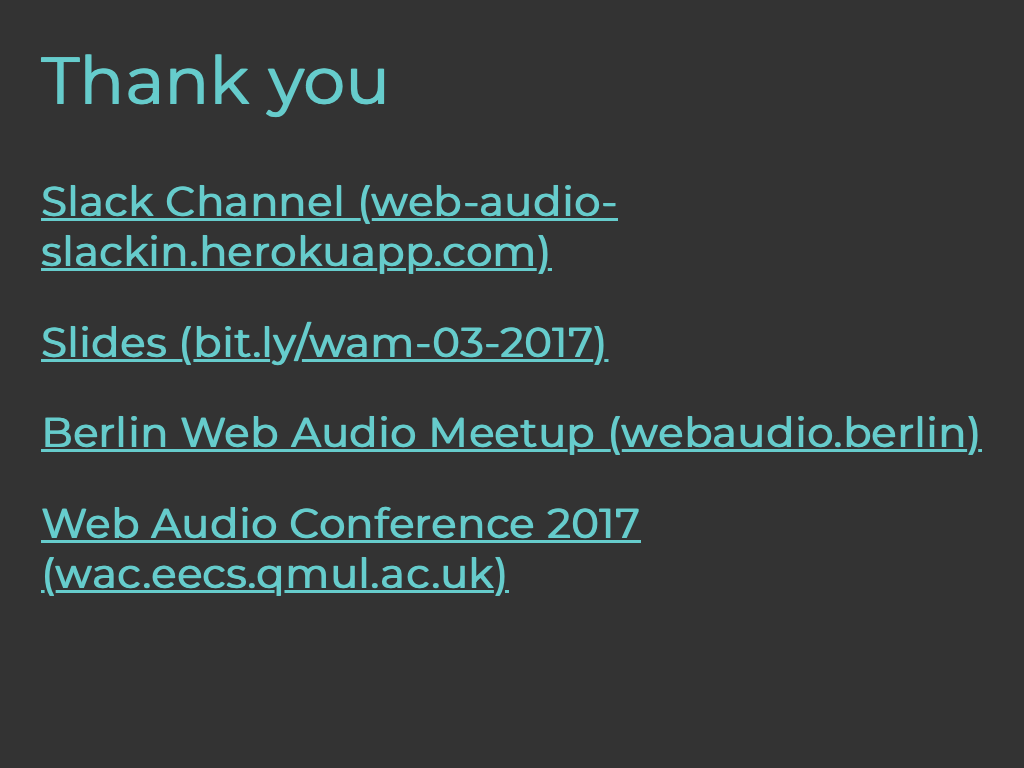 Thank you
Slack Channel (web-audio-
slackin.herokuapp.com)
Slides (bit.ly/wam-03-2017)
Berlin Web Audio Meetup (webaudio.berlin)
Web Audio Conference 2017
(wac.eecs.qmul.ac.uk)